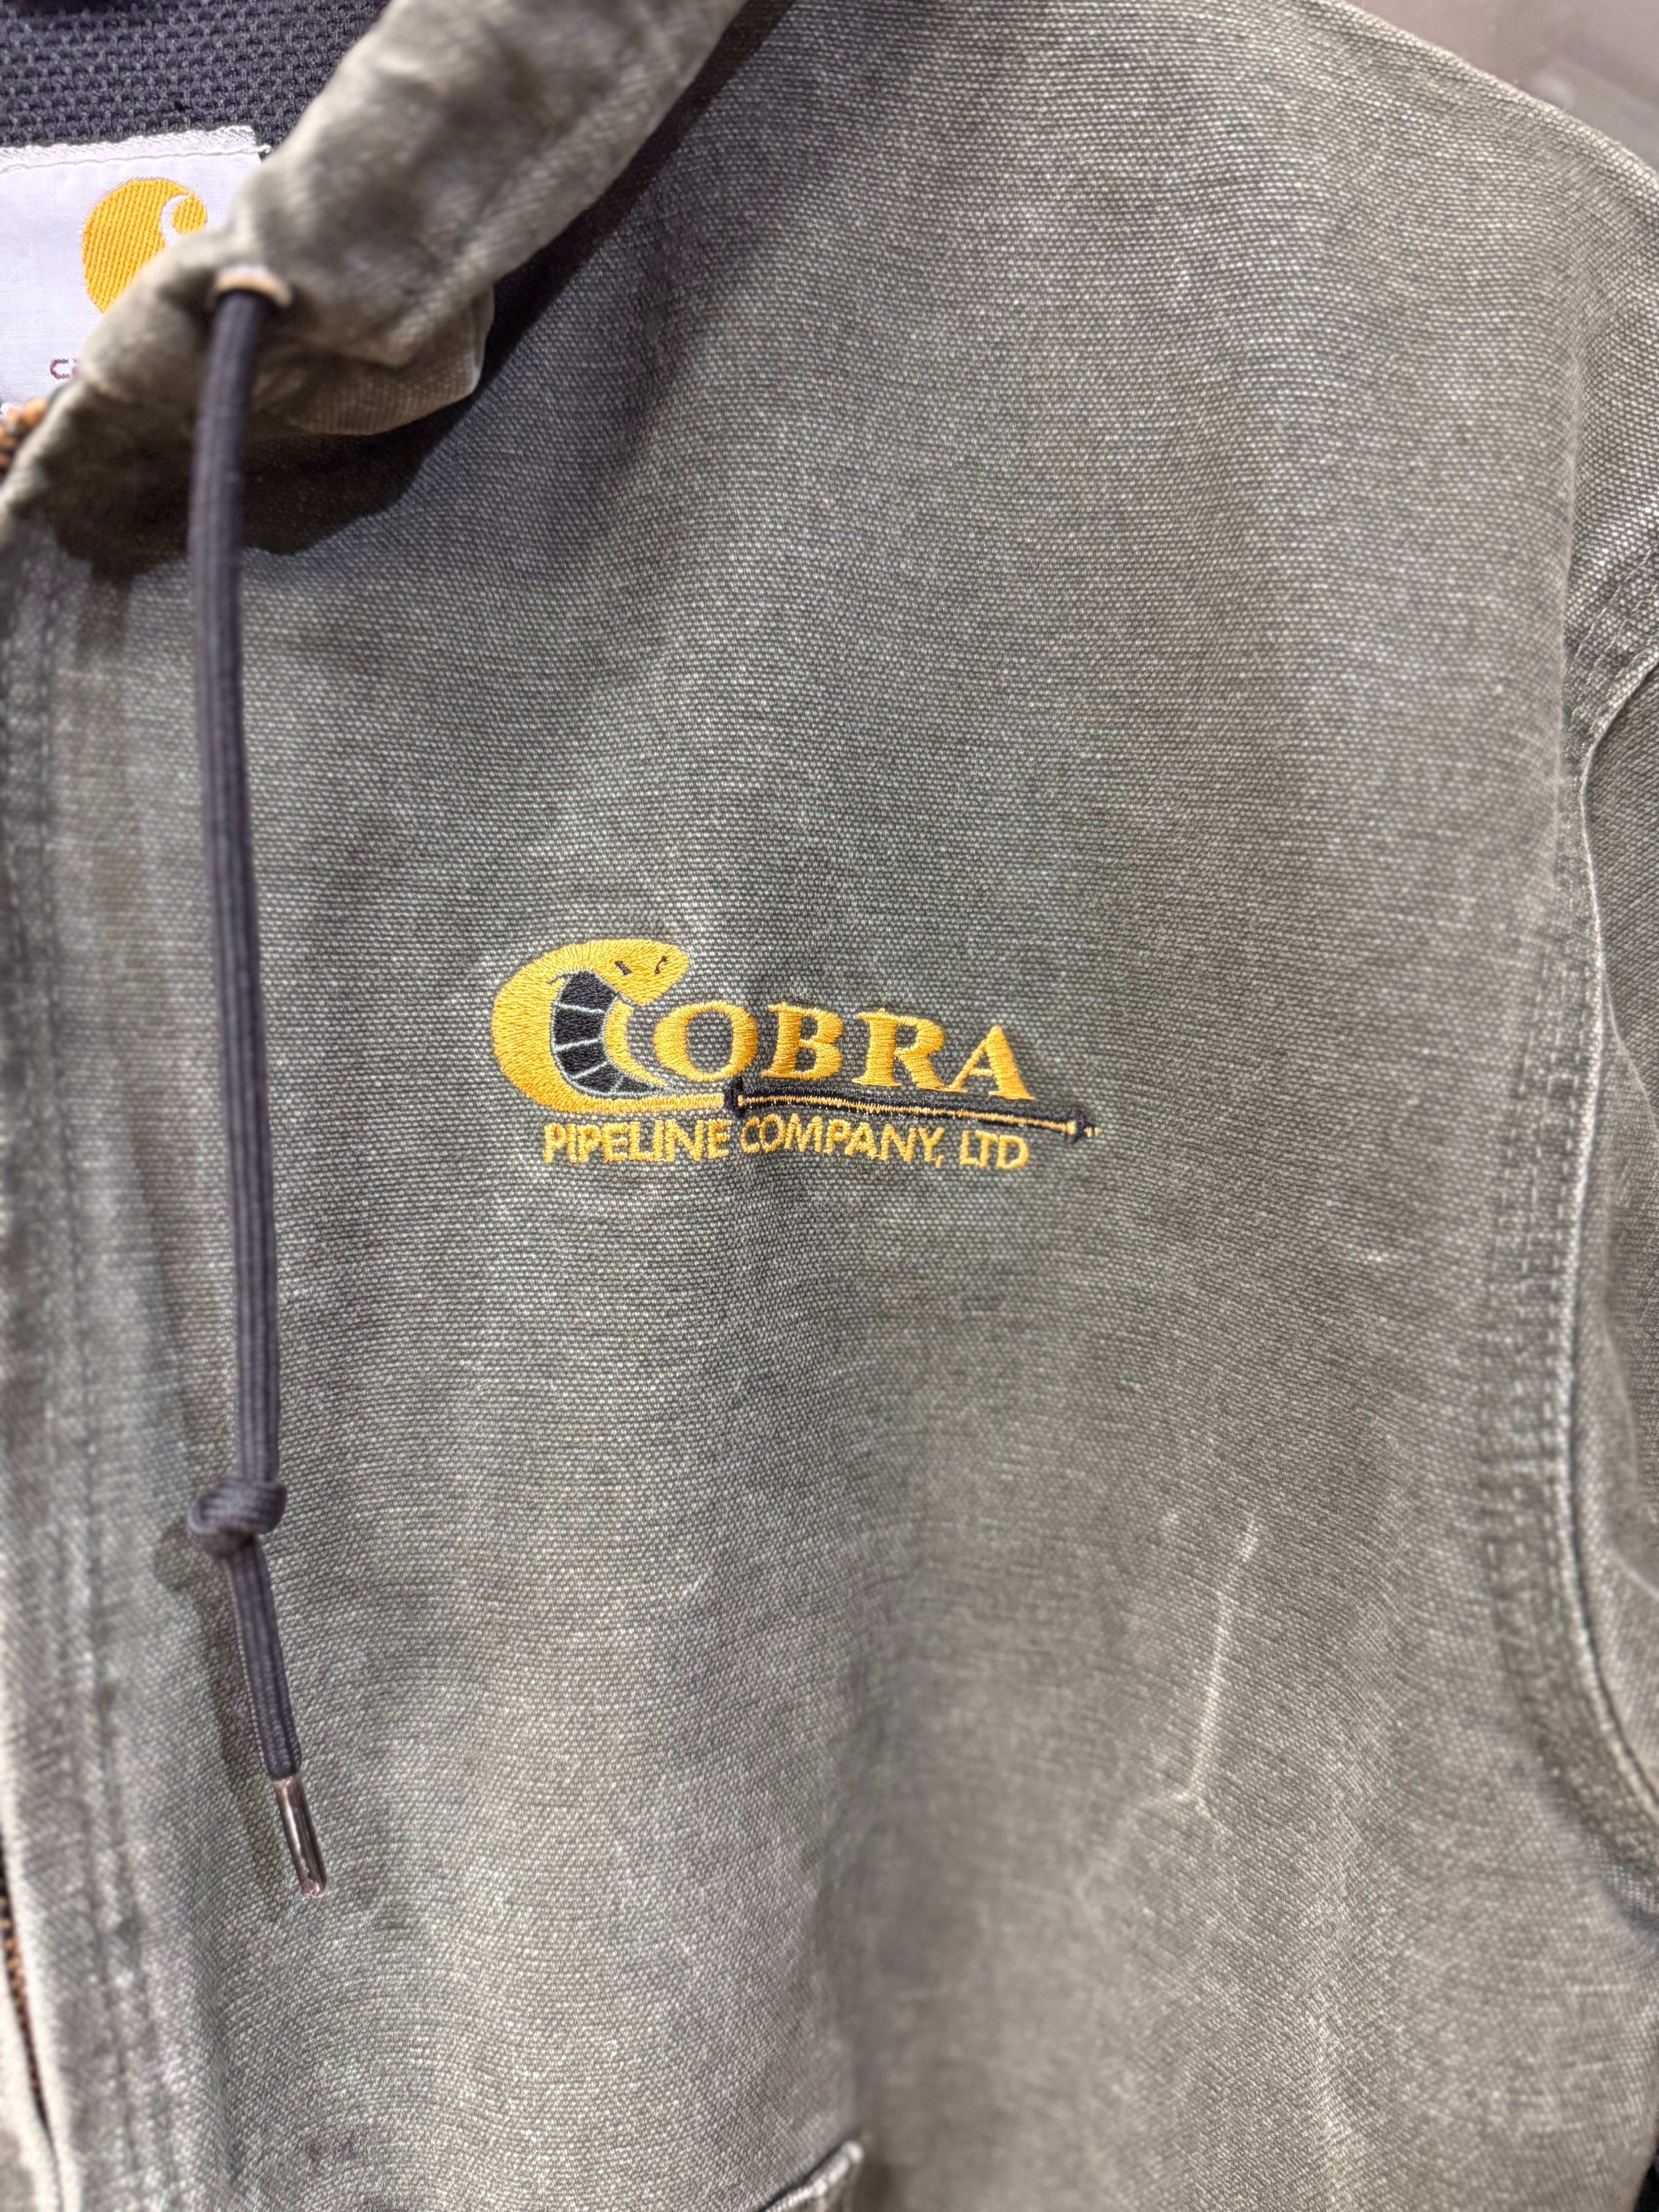 COBRA
PIPELINE COMPANY, LTD